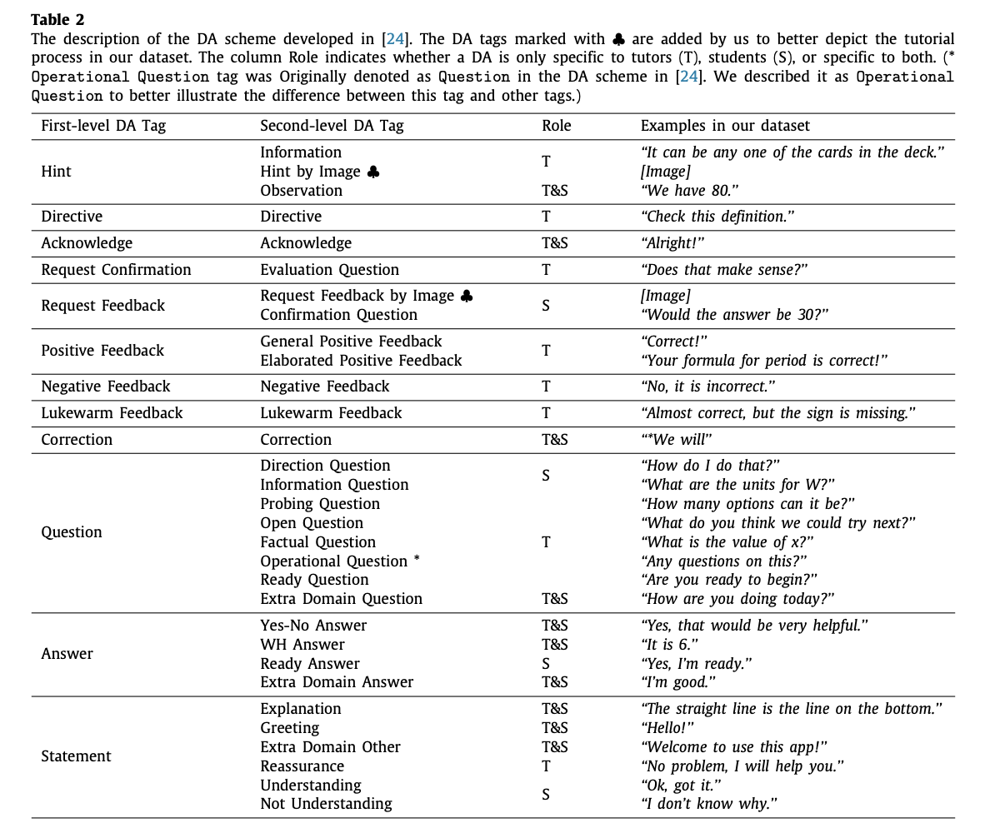 Table 2
The description of the DA scheme developed in [24]. The DA tags marked with ♣ are added by us to better depict the tutorial
process in our dataset. The column Role indicates whether a DA is only specific to tutors (T), students (S), or specific to both. (*
Operational Question tag was Originally denoted as Question in the DA scheme in [24]. We described it as Operational
Question to better illustrate the difference between this tag and other tags.)
First-level DA Tag Second-level DA Tag Role Examples in our dataset
Hint
Information T “It can be any one of the cards in the deck.”
Hint by Image ♣ [Image]
Observation T&S “We have 80.”
Directive Directive T “Check this definition.”
Acknowledge Acknowledge T&S “Alright!”
Request Confirmation Evaluation Question T “Does that make sense?”
Request Feedback
Request Feedback by Image ♣ S [Image]
Confirmation Question “Would the answer be 30?”
Positive Feedback
General Positive Feedback T “Correct!”
Elaborated Positive Feedback “Your formula for period is correct!”
Negative Feedback Negative Feedback T “No, it is incorrect.”
Lukewarm Feedback Lukewarm Feedback T “Almost correct, but the sign is missing.”
Correction Correction T&S “*We will”
Question
Direction Question S “How do I do that?”
Information Question “What are the units for W?”
Probing Question “How many options can it be?”
Open Question “What do you think we could try next?”
Factual Question T “What is the value of x?”
Operational Question * “Any questions on this?”
Ready Question “Are you ready to begin?”
Extra Domain Question T&S “How are you doing today?”
Answer
Yes-No Answer T&S “Yes, that would be very helpful.”
WH Answer T&S “It is 6.”
Ready Answer S “Yes, I’m ready.”
Extra Domain Answer T&S “I’m good.”
Statement
Explanation T&S “The straight line is the line on the bottom.”
Greeting T&S “Hello!”
Extra Domain Other T&S “Welcome to use this app!”
Reassurance T “No problem, I will help you.”
Understanding S “Ok, got it.”
Not Understanding “I don’t know why.”